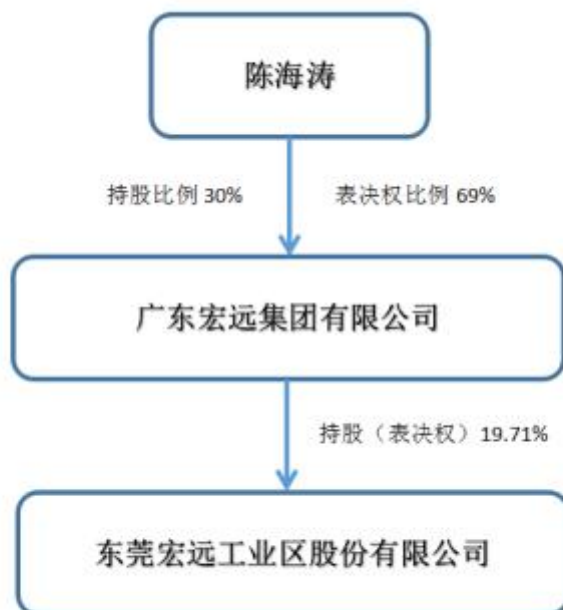 陈海涛
持股比例 30% 表决权比例 69%
广东宏远集团有限公司
持股（表决权）19.71%
东莞宏远工业区股份有限公司